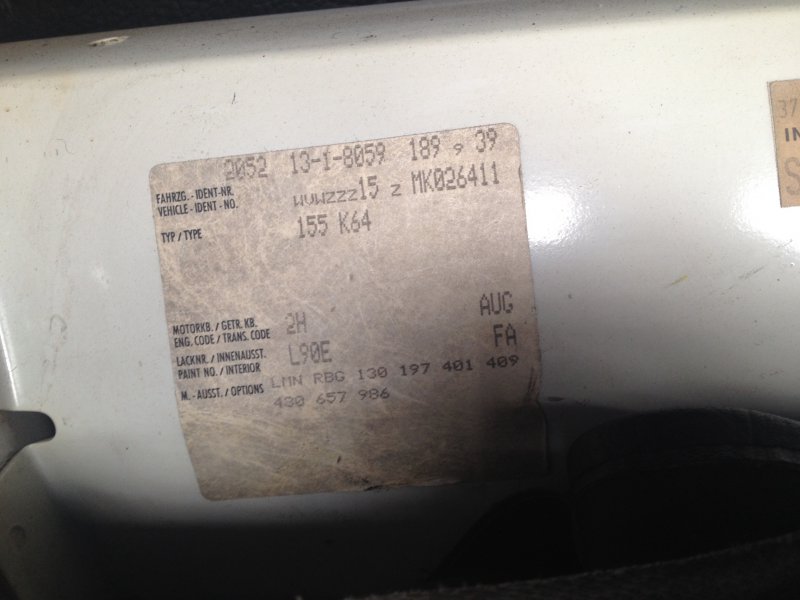 2052 13-1-8059 189 9 39
FAHRZG. - IDENT-NR.
VEHICLE - IDENT - NO.
WVWZZZ15 Z MK026411
TYP / TYPE
155 K64
MOTORKB. / GETR. KB.
ENG. CODE / TRANS. CODE
2H AUG
LACKNR. / INNENAUSST.
PAINT NO. / INTERIOR
L90E FA
M. - AUSST. / OPTIONS
LMN RBG 130 197 401 409
430 657 986
37
IN
S